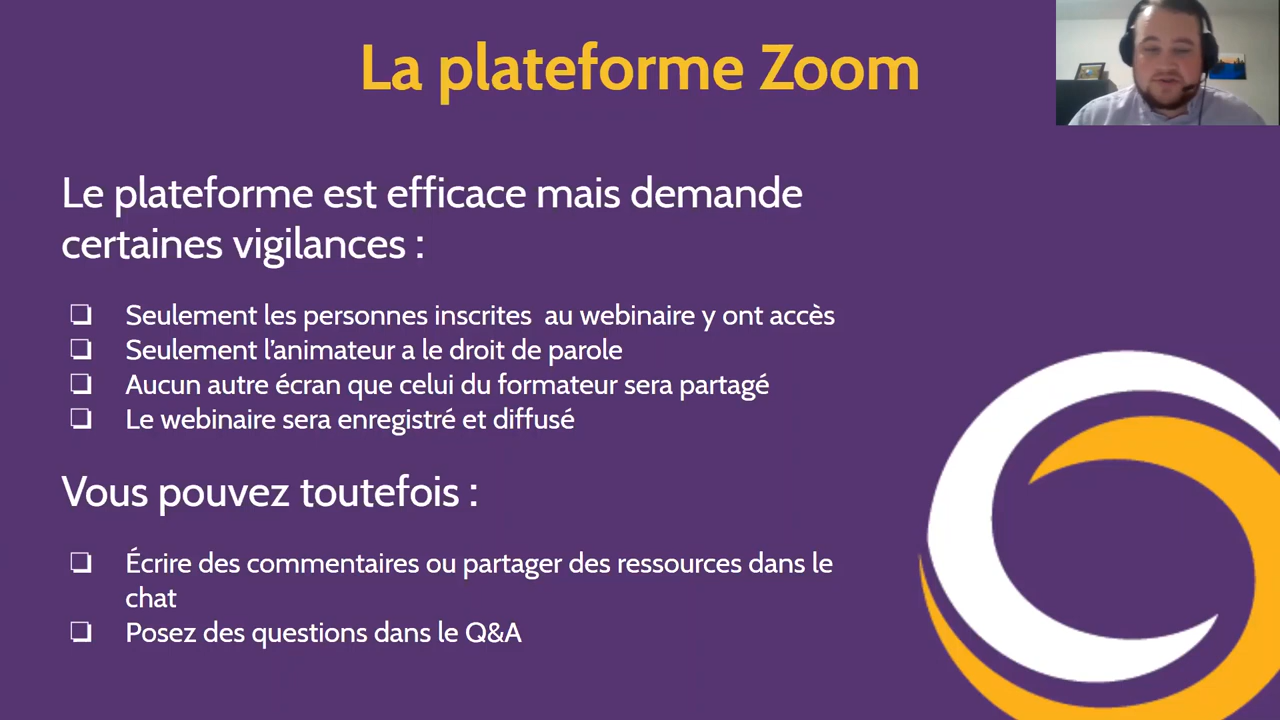 La plateforme Zoom
Le plateforme est efficace mais demande
certaines vigilances :
❏ Seulement les personnes inscrites  au webinaire y ont accès
❏ Seulement l’animateur a le droit de parole
❏ Aucun autre écran que celui du formateur sera partagé
❏ Le webinaire sera enregistré et diffusé
Vous pouvez toutefois :
❏ Écrire des commentaires ou partager des ressources dans le
chat
❏ Posez des questions dans le Q&A